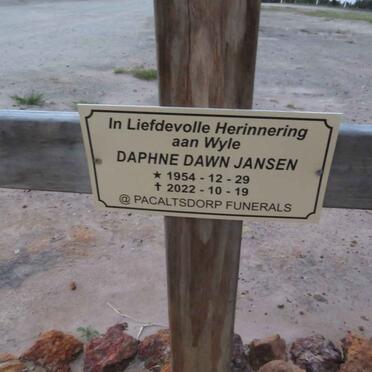 In Liefdevolle Herinnering
aan Wyle
DAPHNE DAWN JANSEN
★ 1954 - 12 - 29
✝ 2022 - 10 - 19
@ PACALTSDORP FUNERALS